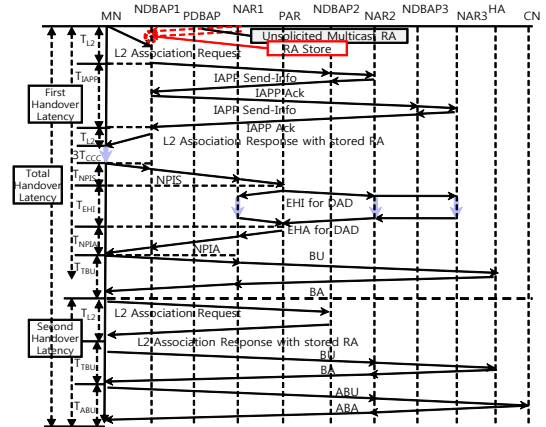 MN NDBAP1 PDBAP NAR1 PAR NDBAP2 NAR2 NDBAP3 NAR3 HA CN
Unsolicited Multicast RA
RA Store
TL2
L2 Association Request
TIAPP
IAPP Send-Info
IAPP Ack
First Handover Latency
IAPP Send-Info
IAPP Ack
TL2
L2 Association Response with stored RA
3TCCC
Total Handover Latency
TNPIS
NPIS
TEHI
EHI for DAD
EHA for DAD
TNPIA
NPIA
BU
TTBU
BA
TL2
L2 Association Request
Second Handover Latency
L2 Association Response with stored RA
BU
TTBU
BA
ABU
TABU
ABA